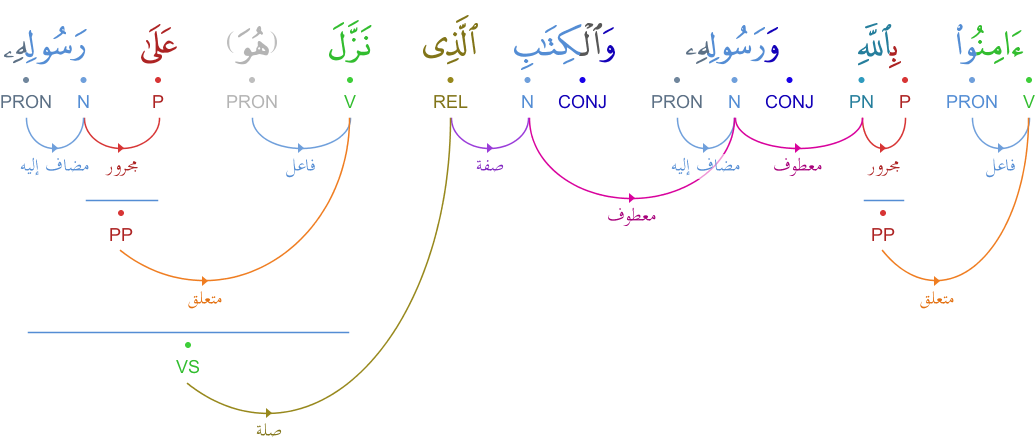 ءَامِنُوا۟ بِٱللَّهِ وَرَسُولِهِۦ وَٱلْكِتَٰبِ ٱلَّذِى نَزَّلَ (هُوَ) عَلَىٰ رَسُولِهِۦ
V PRON P PN CONJ N PRON CONJ N REL V PRON P N PRON
فاعل مجرور معطوف مضاف إليه صفة فاعل مجرور مضاف إليه
معطوف
PP PP
متعلق متعلق
VS
صلة